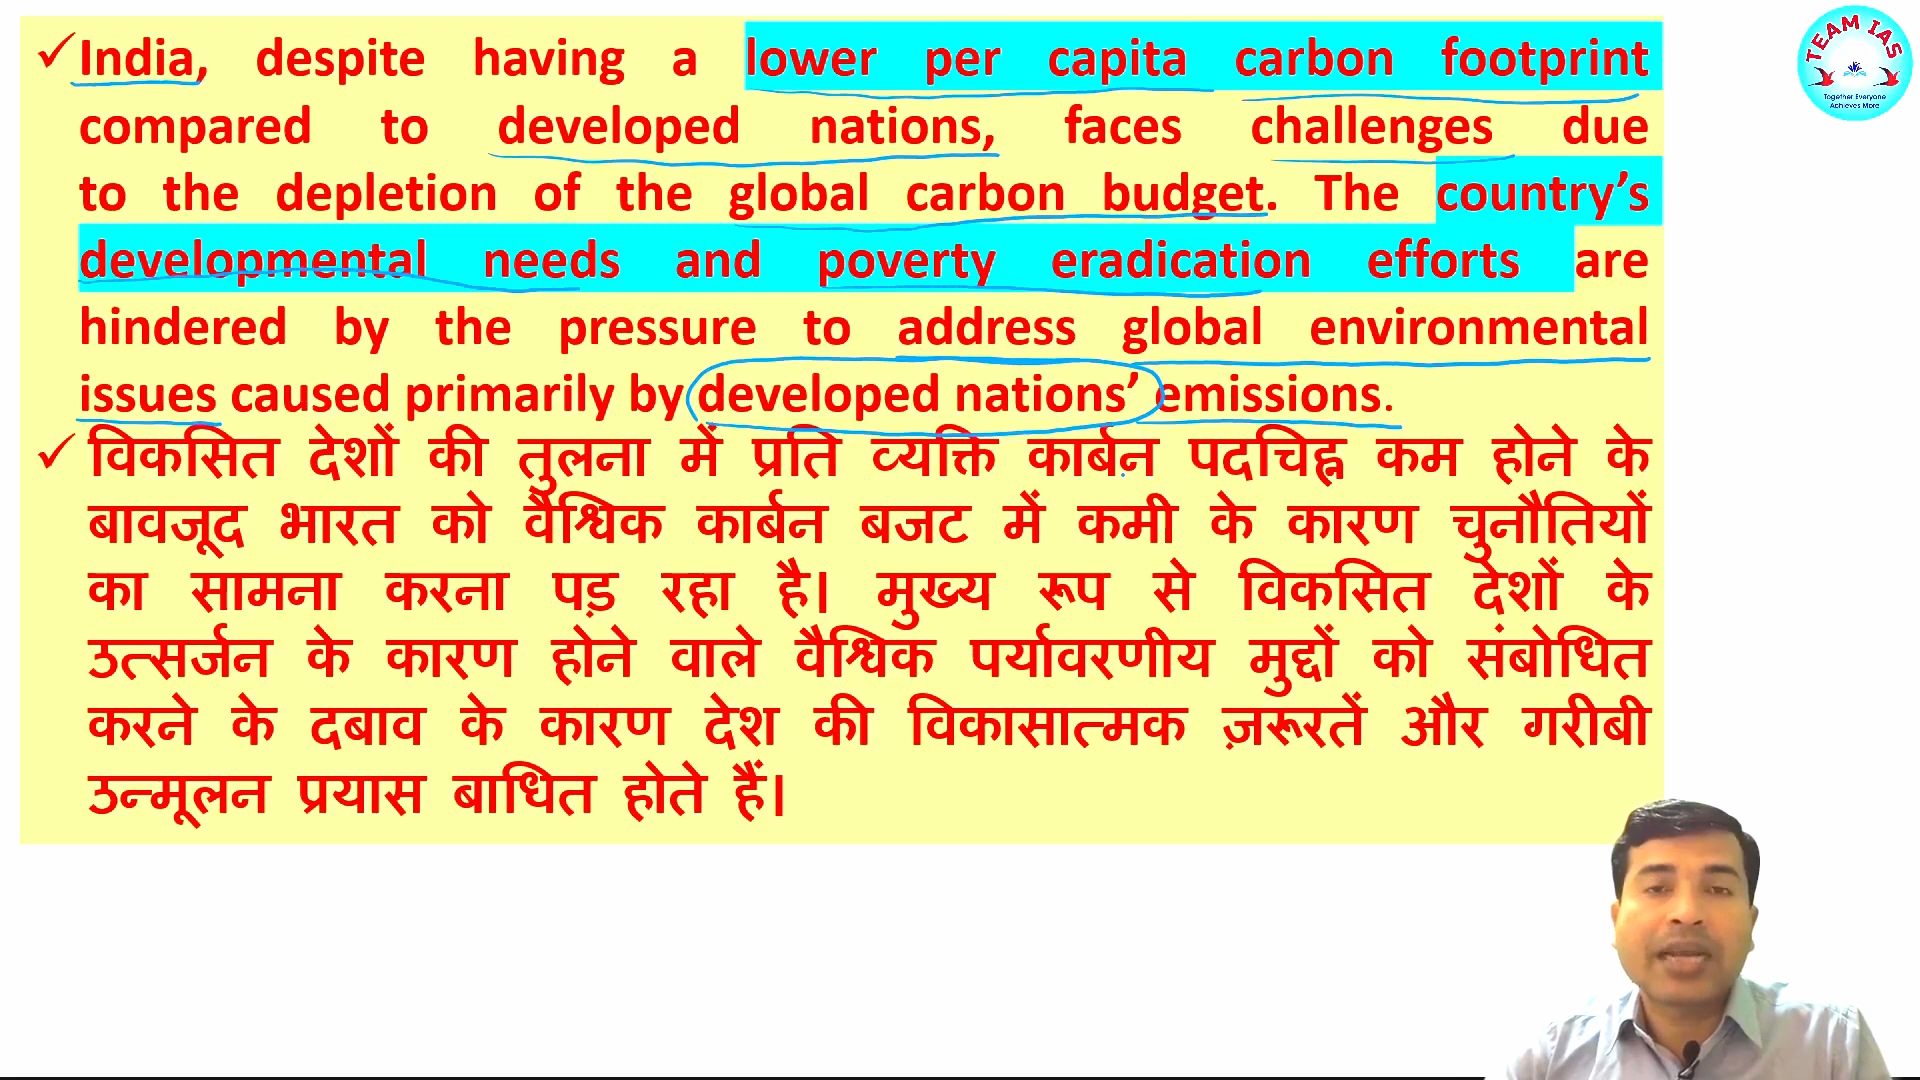 ✓India, despite having a lower per capita carbon footprint
compared to developed nations, faces challenges due
to the depletion of the global carbon budget. The country’s
developmental needs and poverty eradication efforts are
hindered by the pressure to address global environmental
issues caused primarily by developed nations’ emissions.
✓ विकसित देशों की तुलना में प्रति व्यक्ति कार्बन पदचिह्न कम होने के
बावजूद भारत को वैश्विक कार्बन बजट में कमी के कारण चुनौतियों
का सामना करना पड़ रहा है। मुख्य रूप से विकसित देशों के
उत्सर्जन के कारण होने वाले वैश्विक पर्यावरणीय मुद्दों को संबोधित
करने के दबाव के कारण देश की विकासात्मक ज़रूरतें और गरीबी
उन्मूलन प्रयास बाधित होते हैं।
TEAM IAS
Together Everyone
Achieves More